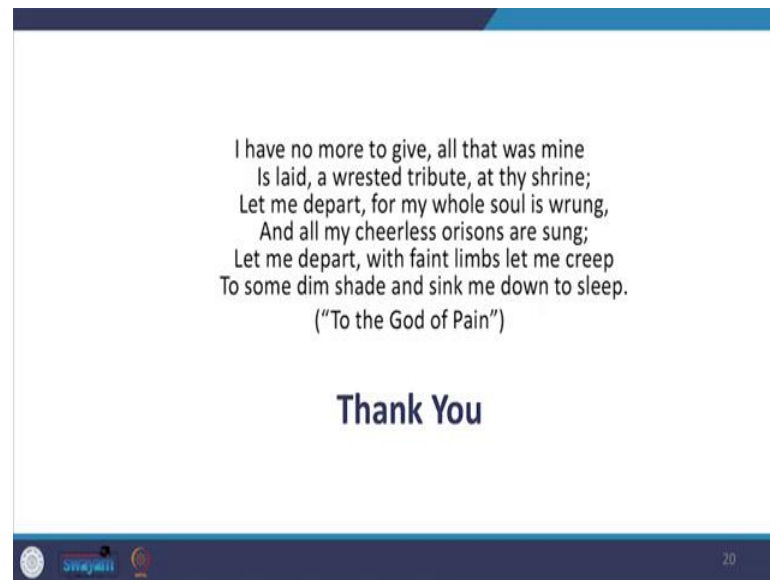 I have no more to give, all that was mine
Is laid, a wrested tribute, at thy shrine;
Let me depart, for my whole soul is wrung,
And all my cheerless orisons are sung;
Let me depart, with faint limbs let me creep
To some dim shade and sink me down to sleep.
("To the God of Pain")
Thank You
swayam
20